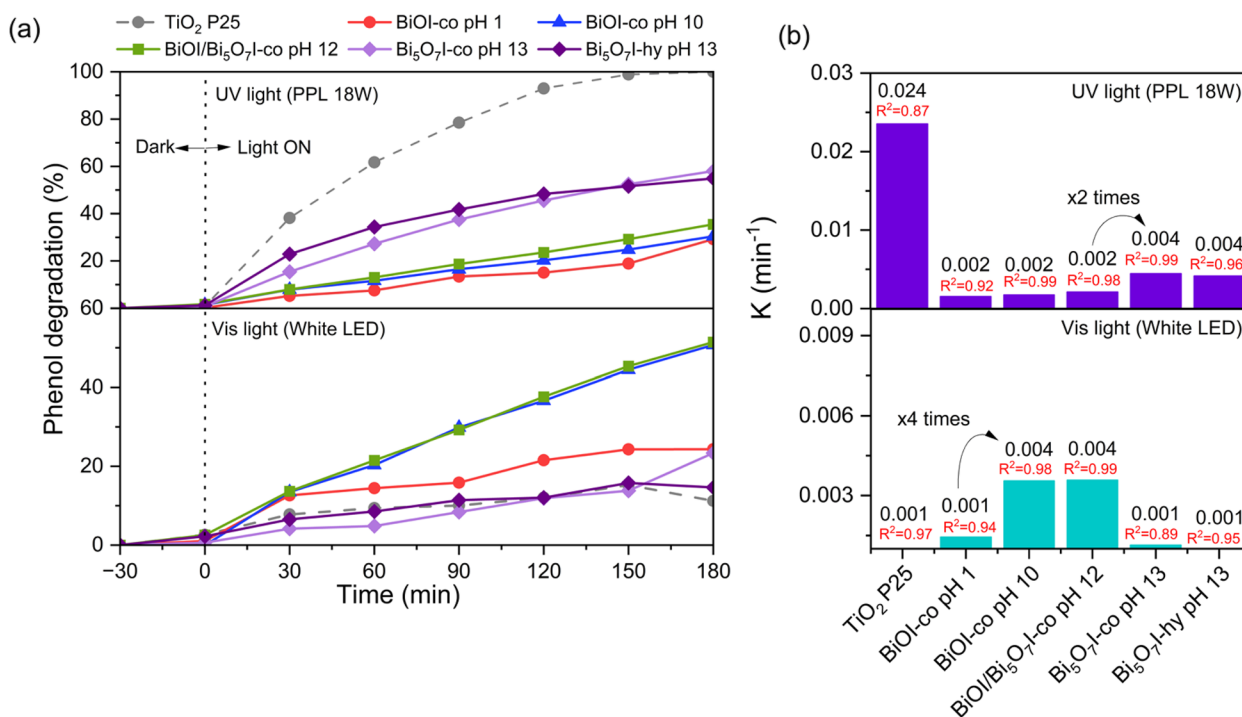 (a)
TiO₂ P25 BiOI-co pH 1 BiOI-co pH 10
BiOI/Bi₅O₇I-co pH 12 Bi₅O₇I-co pH 13 Bi₅O₇I-hy pH 13
Phenol degradation (%)
100
80
60
40
20
60
40
20
0
UV light (PPL 18W)
Dark Light ON
Vis light (White LED)
−30 0 30 60 90 120 150 180
Time (min)
(b)
K (min⁻¹)
0.03
0.02
0.01
0.00
0.009
0.006
0.003
UV light (PPL 18W)
0.024
R²=0.87
0.002
R²=0.92
0.002
R²=0.99
0.002
R²=0.98
x2 times
0.004
R²=0.99
0.004
R²=0.96
Vis light (White LED)
x4 times
0.001
R²=0.97
0.001
R²=0.94
0.004
R²=0.98
0.004
R²=0.99
0.001
R²=0.89
0.001
R²=0.95
TiO₂ P25
BiOI-co pH 1
BiOI-co pH 10
BiOI/Bi₅O₇I-co pH 12
Bi₅O₇I-co pH 13
Bi₅O₇I-hy pH 13